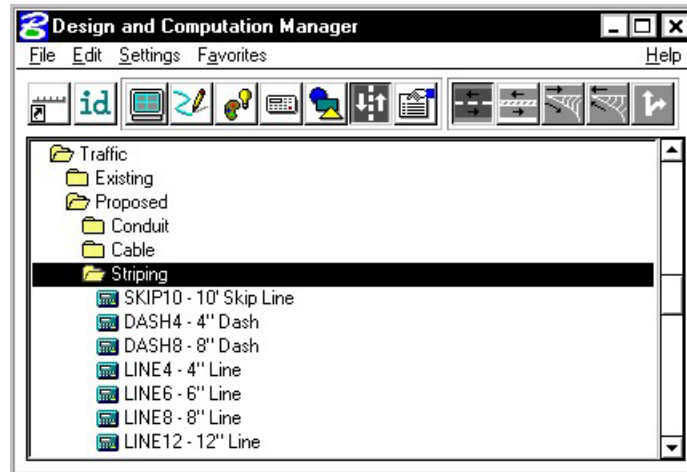 Design and Computation Manager
File Edit Settings Favorites Help
id
Traffic
Existing
Proposed
Conduit
Cable
Striping
SKIP10 - 10' Skip Line
DASH4 - 4" Dash
DASH8 - 8" Dash
LINE4 - 4" Line
LINE6 - 6" Line
LINE8 - 8" Line
LINE12 - 12" Line